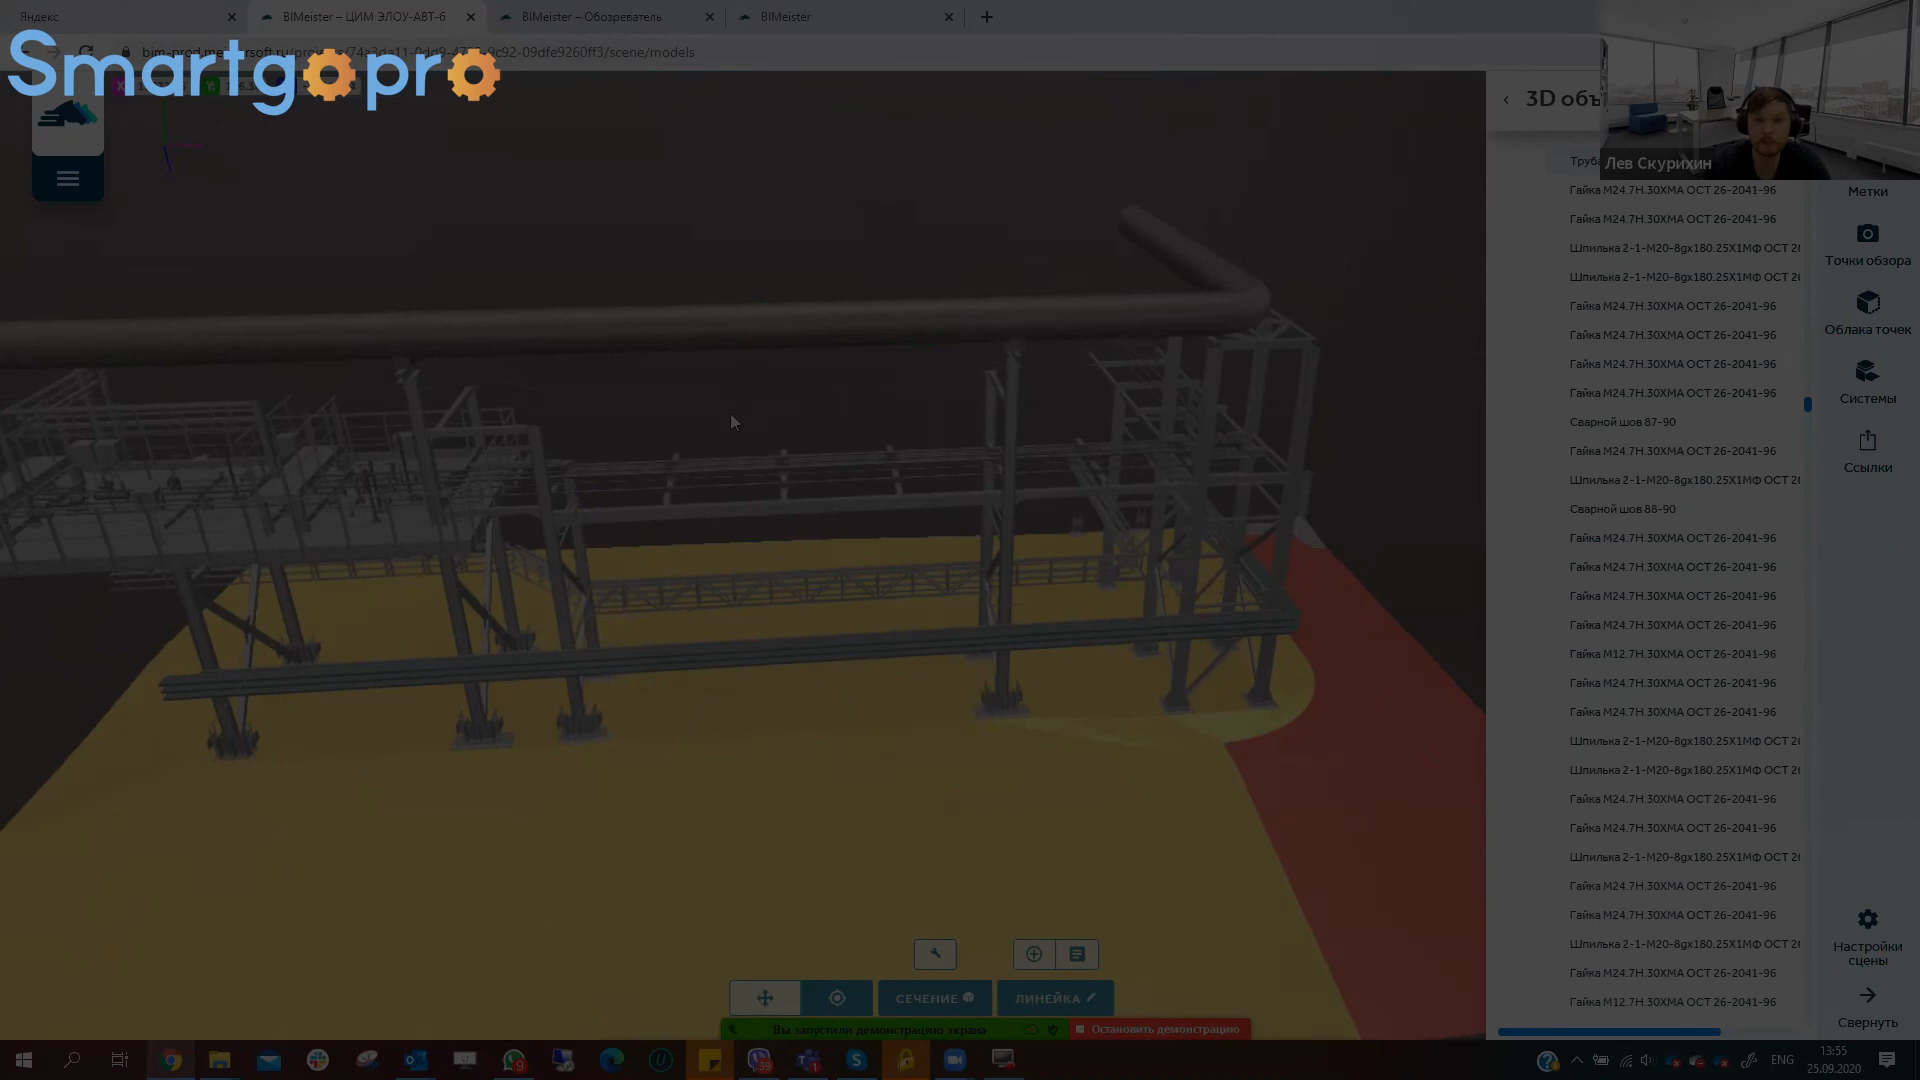 Яндекс
BIMeister – ЦИМ ЭЛОУ-АВТ-6
BIMeister – Обозреватель
BIMeister
Smartgopro
3D объ
Лев Скурихин
Гайка М24.7Н.30ХМА ОСТ 26-2041-96
Гайка М24.7Н.30ХМА ОСТ 26-2041-96
Шпилька 2-1-М20-8gх180.25Х1МФ ОСТ
Шпилька 2-1-М20-8gх180.25Х1МФ ОСТ
Гайка М24.7Н.30ХМА ОСТ 26-2041-96
Гайка М24.7Н.30ХМА ОСТ 26-2041-96
Гайка М24.7Н.30ХМА ОСТ 26-2041-96
Гайка М24.7Н.30ХМА ОСТ 26-2041-96
Сварной шов 87-90
Гайка М24.7Н.30ХМА ОСТ 26-2041-96
Шпилька 2-1-М20-8gх180.25Х1МФ ОСТ
Сварной шов 88-90
Гайка М24.7Н.30ХМА ОСТ 26-2041-96
Гайка М24.7Н.30ХМА ОСТ 26-2041-96
Гайка М24.7Н.30ХМА ОСТ 26-2041-96
Гайка М24.7Н.30ХМА ОСТ 26-2041-96
Гайка М12.7Н.30ХМА ОСТ 26-2041-96
Гайка М24.7Н.30ХМА ОСТ 26-2041-96
Гайка М24.7Н.30ХМА ОСТ 26-2041-96
Шпилька 2-1-М20-8gх180.25Х1МФ ОСТ
Шпилька 2-1-М20-8gх180.25Х1МФ ОСТ
Гайка М24.7Н.30ХМА ОСТ 26-2041-96
Гайка М24.7Н.30ХМА ОСТ 26-2041-96
Шпилька 2-1-М20-8gх180.25Х1МФ ОСТ
Гайка М24.7Н.30ХМА ОСТ 26-2041-96
Гайка М24.7Н.30ХМА ОСТ 26-2041-96
Шпилька 2-1-М20-8gх180.25Х1МФ ОСТ
Гайка М24.7Н.30ХМА ОСТ 26-2041-96
Гайка М12.7Н.30ХМА ОСТ 26-2041-96
Метки
Точки обзора
Облака точек
Системы
Ссылки
Настройки
сцены
Свернуть
СЕЧЕНИЕ
ЛИНЕЙКА
Вы запустили демонстрацию экрана
Остановить демонстрацию
9
39
1
ENG
13:55
25.09.2020